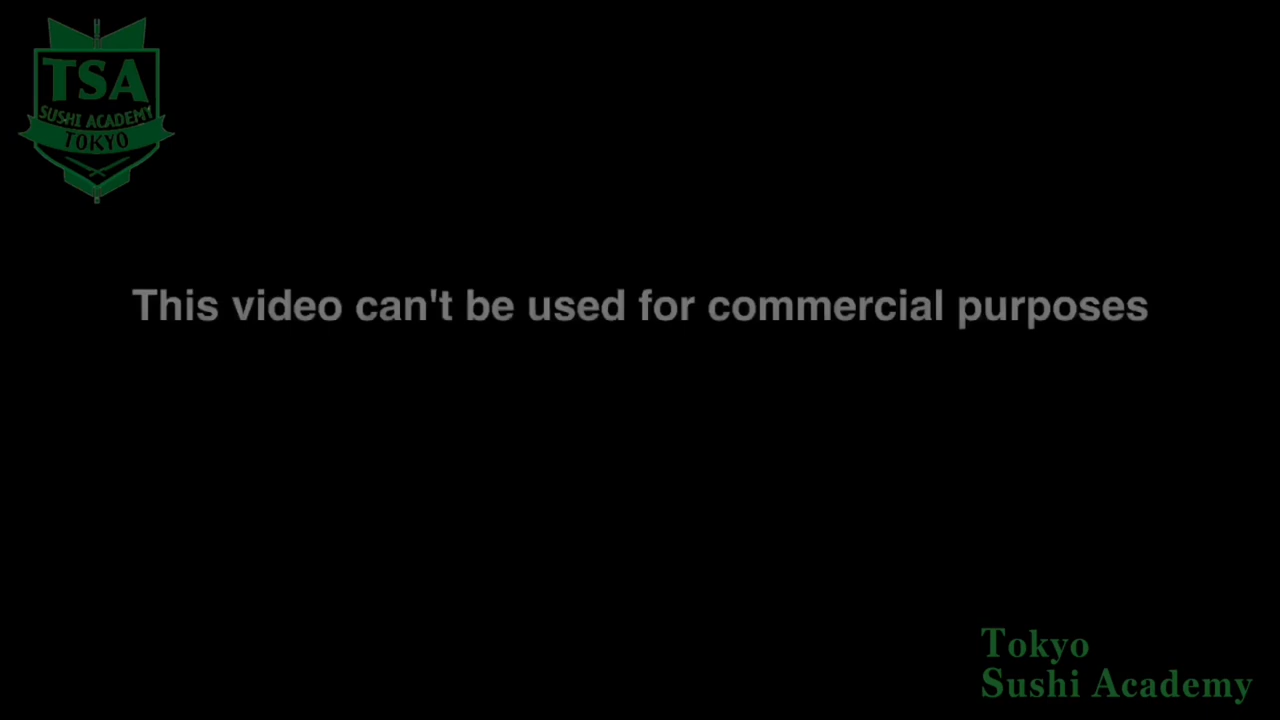 TSA
SUSHI ACADEMY
TOKYO
This video can't be used for commercial purposes
Tokyo
Sushi Academy